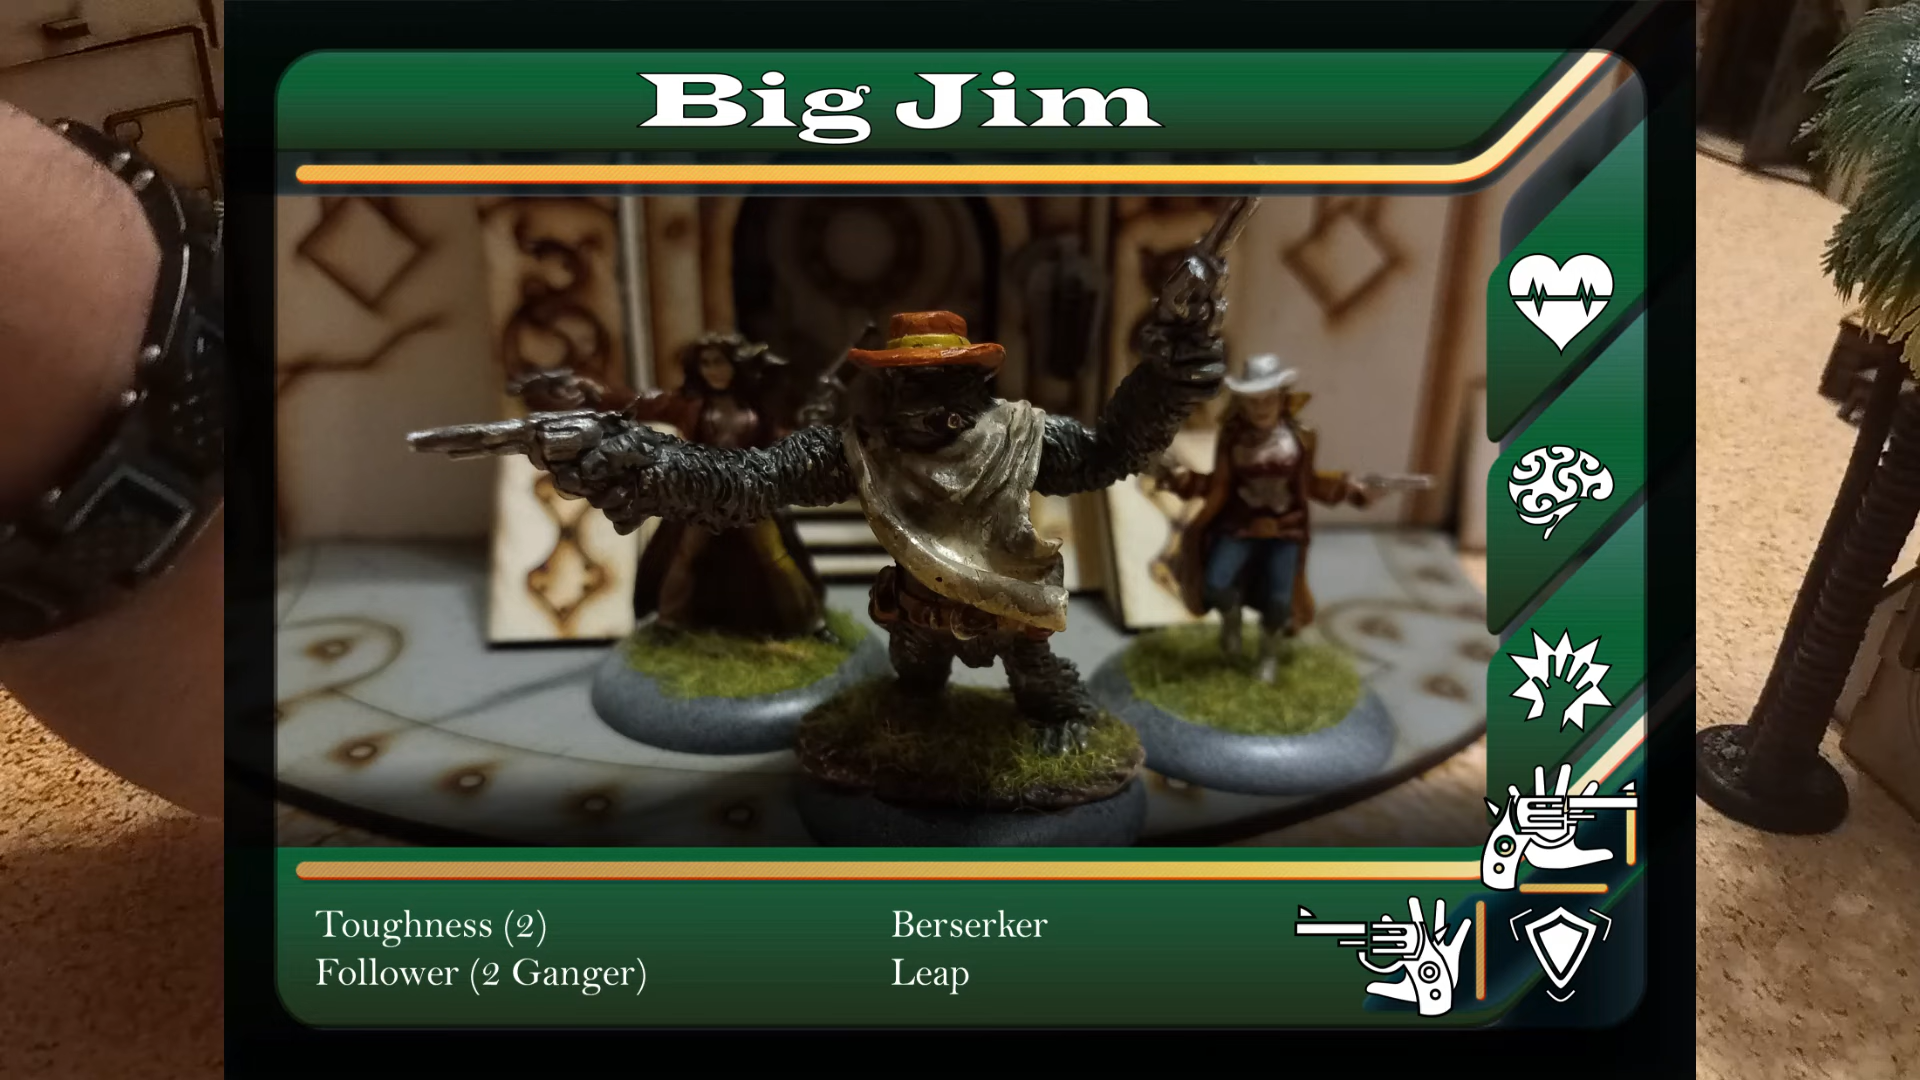 Big Jim
Toughness (2)
Follower (2 Ganger)
Berserker
Leap